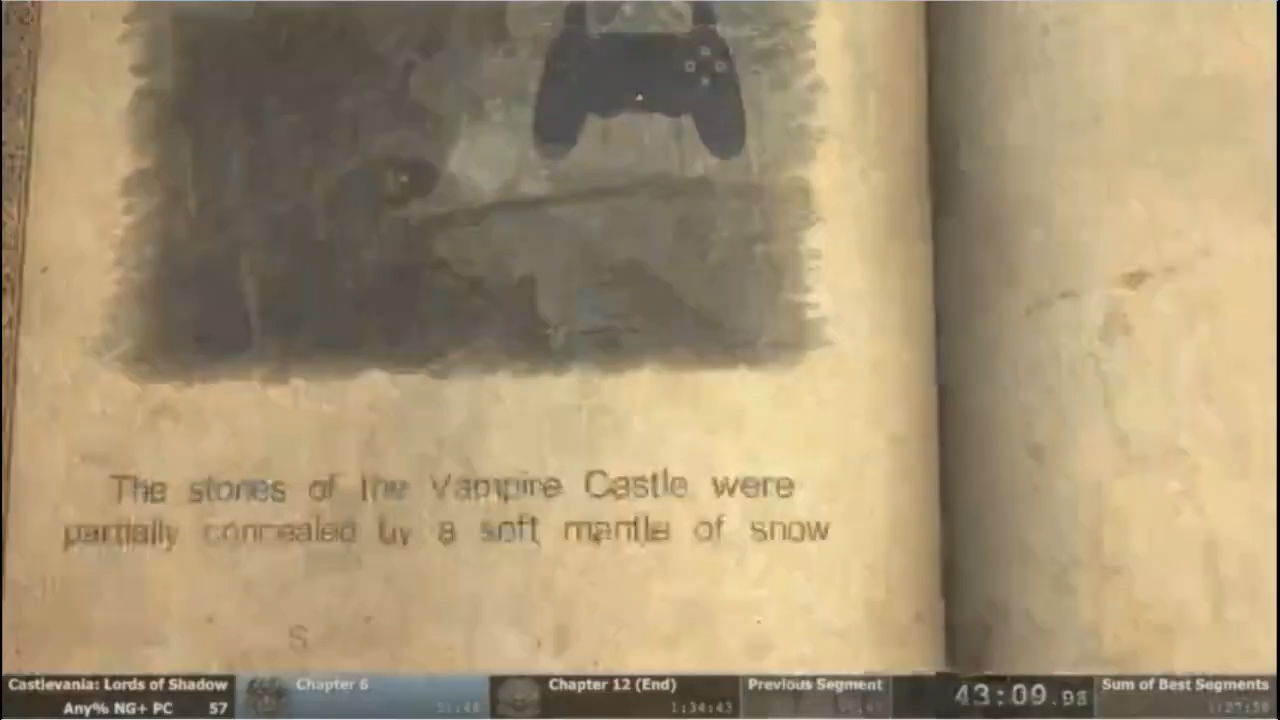 The stones of the Vampire Castle were
partially concealed by a soft mantle of snow
S
Castlevania: Lords of Shadow
Any% NG+ PC 57
Chapter 6
Chapter 12 (End)
1:34:43
Previous Segment
43:09.98
Sum of Best Segments